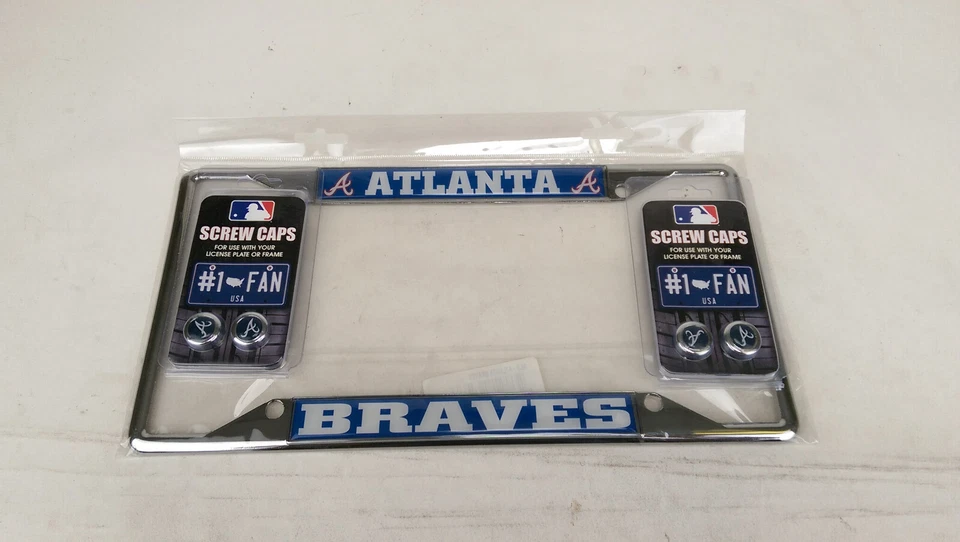 A ATLANTA A
SCREW CAPS
FOR USE WITH YOUR
LICENSE PLATE OR FRAME
#1 FAN
USA
A A
SCREW CAPS
FOR USE WITH YOUR
LICENSE PLATE OR FRAME
#1 FAN
USA
A A
BRAVES